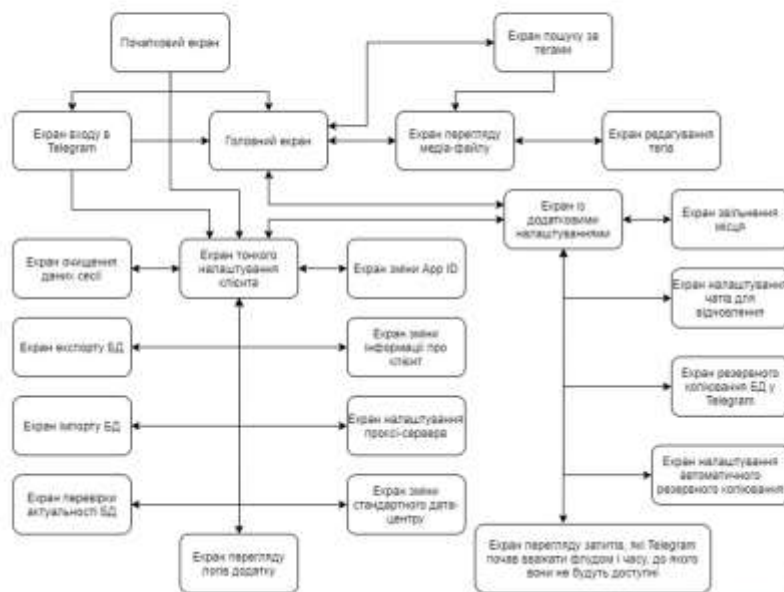 Початковий екран
Екран пошуку за
тегами
Екран входу в
Telegram
Головний екран
Екран перегляду
медіа-файлу
Екран редагування
тегів
Екран із
додатковими
налаштуваннями
Екран звільнення
місця
Екран очищення
даних сесії
Екран тонкого
налаштування
клієнта
Екран зміни App ID
Екран налаштування
чатів для
відновлення
Екран експорту БД
Екран зміни
інформації про
клієнт
Екран резервного
копіювання БД у
Telegram
Екран імпорту БД
Екран налаштування
проксі-сервера
Екран налаштування
автоматичного
резервного копіювання
Екран перевірки
актуальності БД
Екран зміни
стандартного дата-
центру
Екран перегляду
логів додатку
Екран перегляду запитів, які Telegram
почав вважати флудом і часу, до якого
вони не будуть доступні